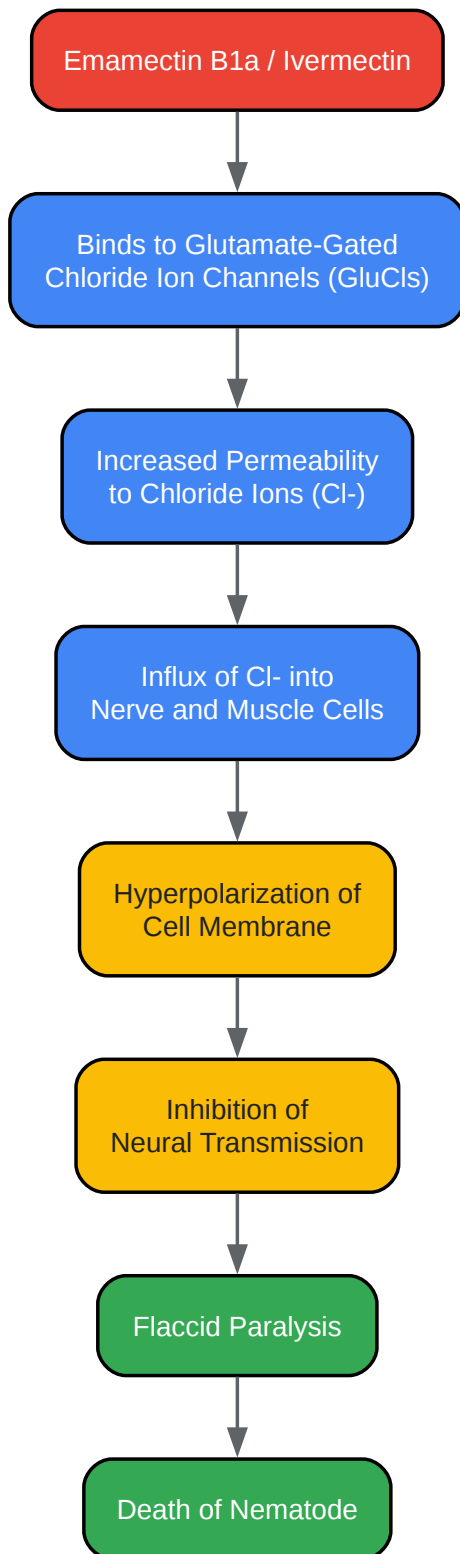 Emamectin B1a / Ivermectin
Binds to Glutamate-Gated
Chloride Ion Channels (GluCls)
Increased Permeability
to Chloride Ions (Cl-)
Influx of Cl- into
Nerve and Muscle Cells
Hyperpolarization of
Cell Membrane
Inhibition of
Neural Transmission
Flaccid Paralysis
Death of Nematode